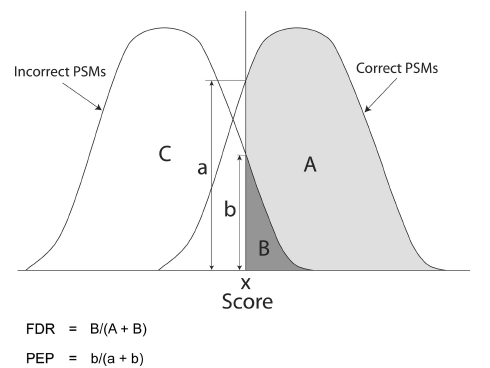 Incorrect PSMs
Correct PSMs
C
a
A
b
B
x
Score
FDR = B/(A + B)
PEP = b/(a + b)